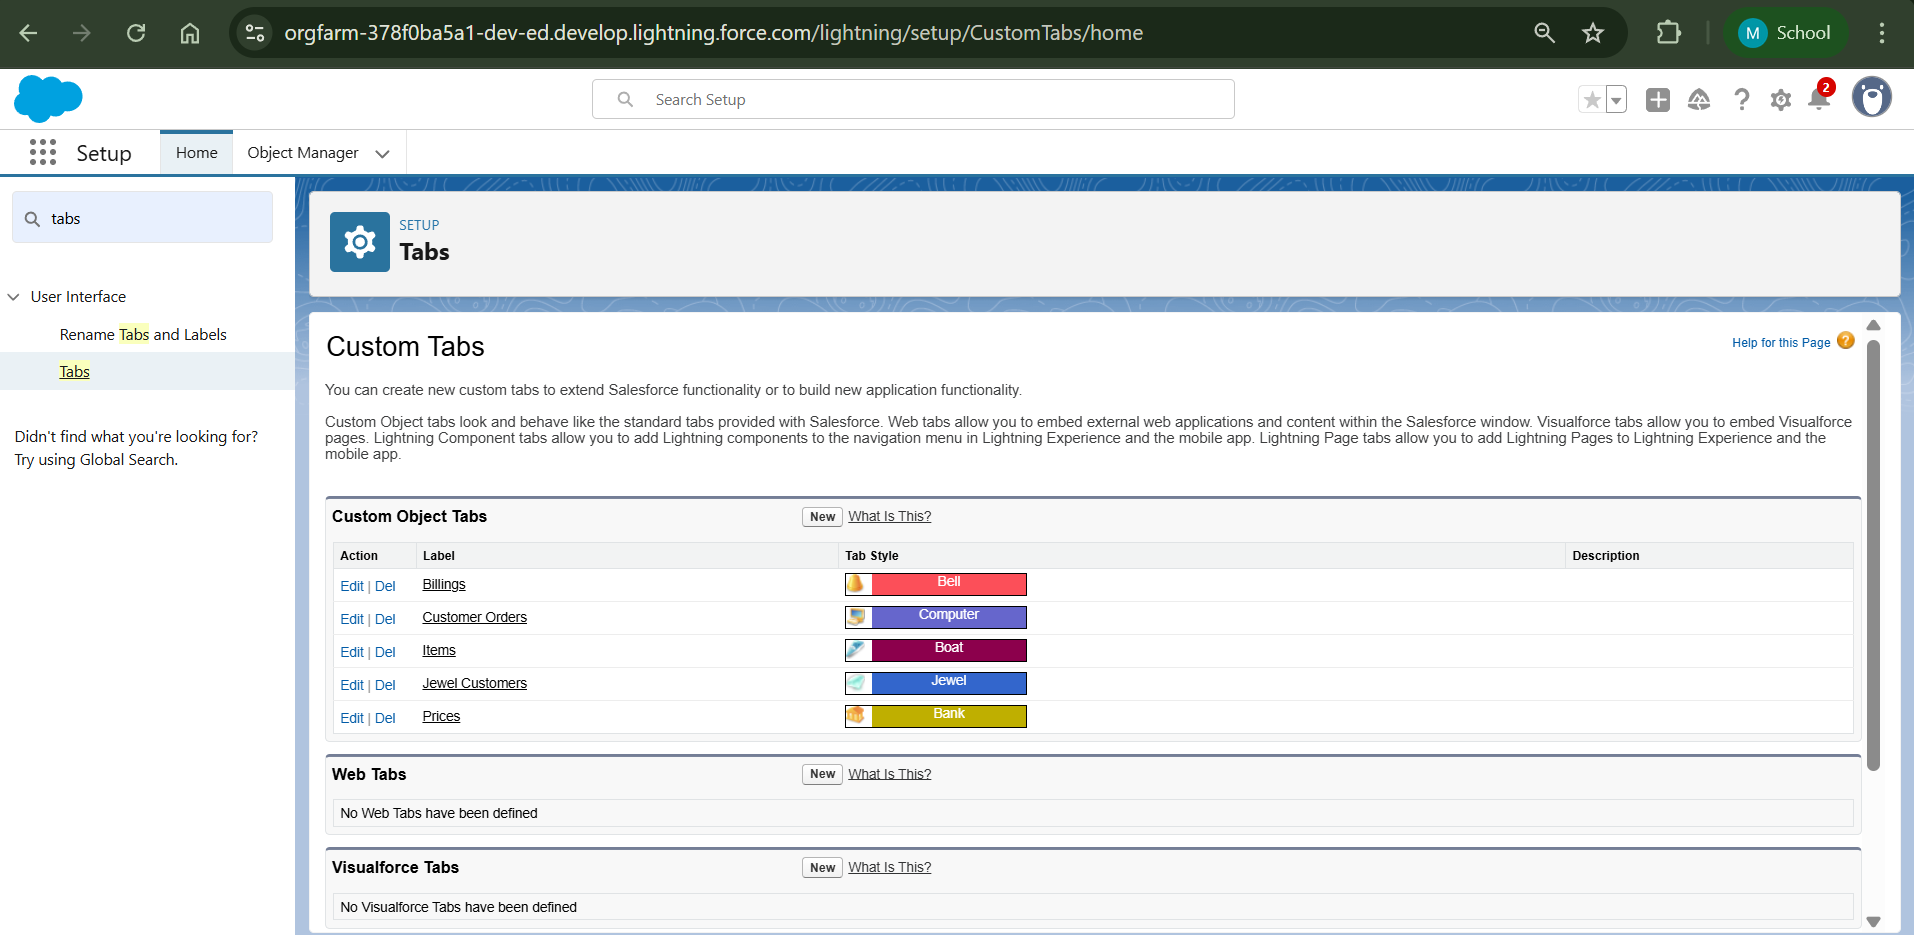 orgfarm-378f0ba5a1-dev-ed.develop.lightning.force.com/lightning/setup/CustomTabs/home
M School
Search Setup
2
Setup Home Object Manager
tabs
User Interface
Rename Tabs and Labels
Tabs
Didn't find what you're looking for?
Try using Global Search.
SETUP
Tabs
Custom Tabs
Help for this Page ?
You can create new custom tabs to extend Salesforce functionality or to build new application functionality.
Custom Object tabs look and behave like the standard tabs provided with Salesforce. Web tabs allow you to embed external web applications and content within the Salesforce window. Visualforce tabs allow you to embed Visualforce
pages. Lightning Component tabs allow you to add Lightning components to the navigation menu in Lightning Experience and the mobile app. Lightning Page tabs allow you to add Lightning Pages to Lightning Experience and the
mobile app.
Custom Object Tabs New What Is This?
Action Label Tab Style Description
Edit | Del Billings Bell
Edit | Del Customer Orders Computer
Edit | Del Items Boat
Edit | Del Jewel Customers Jewel
Edit | Del Prices Bank
Web Tabs New What Is This?
No Web Tabs have been defined
Visualforce Tabs New What Is This?
No Visualforce Tabs have been defined